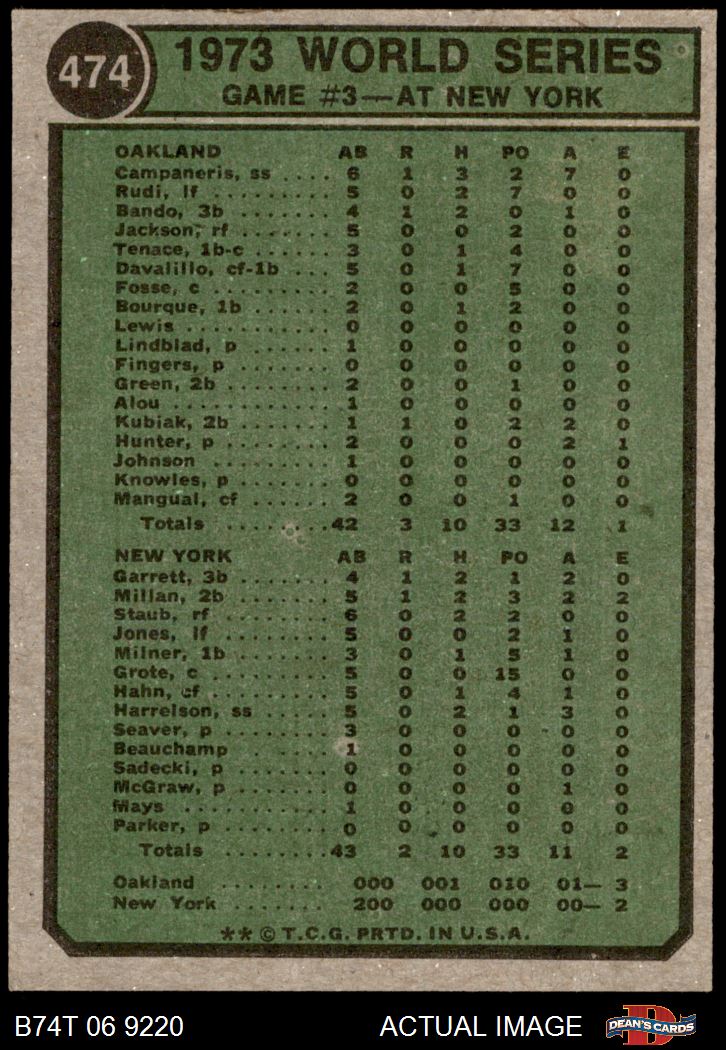 474
1973 WORLD SERIES
GAME #3—AT NEW YORK
OAKLAND AB R H PO A E
Campaneris, ss .... 6 1 3 2 7 0
Rudi, lf ........ 5 0 2 7 0 0
Bando, 3b ........ 4 1 2 0 1 0
Jackson, rf ...... 5 0 0 2 0 0
Tenace, 1b-c ...... 3 0 1 4 0 0
Davalillo, cf-1b ... 5 0 1 7 0 0
Fosse, c ........ 2 0 0 5 0 0
Bourque, 1b ...... 2 0 1 2 0 0
Lewis .......... 0 0 0 0 0 0
Lindblad, p ...... 1 0 0 0 0 0
Fingers, p ....... 0 0 0 0 0 0
Green, 2b ....... 2 0 0 1 0 0
Alou ........... 1 0 0 0 0 0
Kubiak, 2b ....... 1 1 0 2 2 0
Hunter, p ....... 2 0 0 0 2 1
Johnson ........ 1 0 0 0 0 0
Knowles, p ...... 0 0 0 0 0 0
Mangual, cf ...... 2 0 0 1 0 0
Totals ........ 42 3 10 33 12 1
NEW YORK AB R H PO A E
Garrett, 3b ....... 4 1 2 1 2 0
Millan, 2b ....... 5 1 2 3 2 2
Staub, rf ........ 6 0 2 2 0 0
Jones, lf ........ 5 0 0 2 1 0
Milner, 1b ....... 3 0 1 5 1 0
Grote, c ........ 5 0 0 15 0 0
Hahn, cf ........ 5 0 1 4 1 0
Harrelson, ss ..... 5 0 2 1 3 0
Seaver, p ....... 3 0 0 0 0 0
Beauchamp ..... 1 0 0 0 0 0
Sadecki, p ....... 0 0 0 0 0 0
McGraw, p ...... 0 0 0 0 1 0
Mays .......... 1 0 0 0 0 0
Parker, p ........ 0 0 0 0 0 0
Totals ........ 43 2 10 33 11 2
Oakland ........ 000 001 010 01— 3
New York ....... 200 000 000 00— 2
** © T.C.G. PRTD. IN U.S.A.
B74T 06 9220 ACTUAL IMAGE
D
DEAN'S CARDS